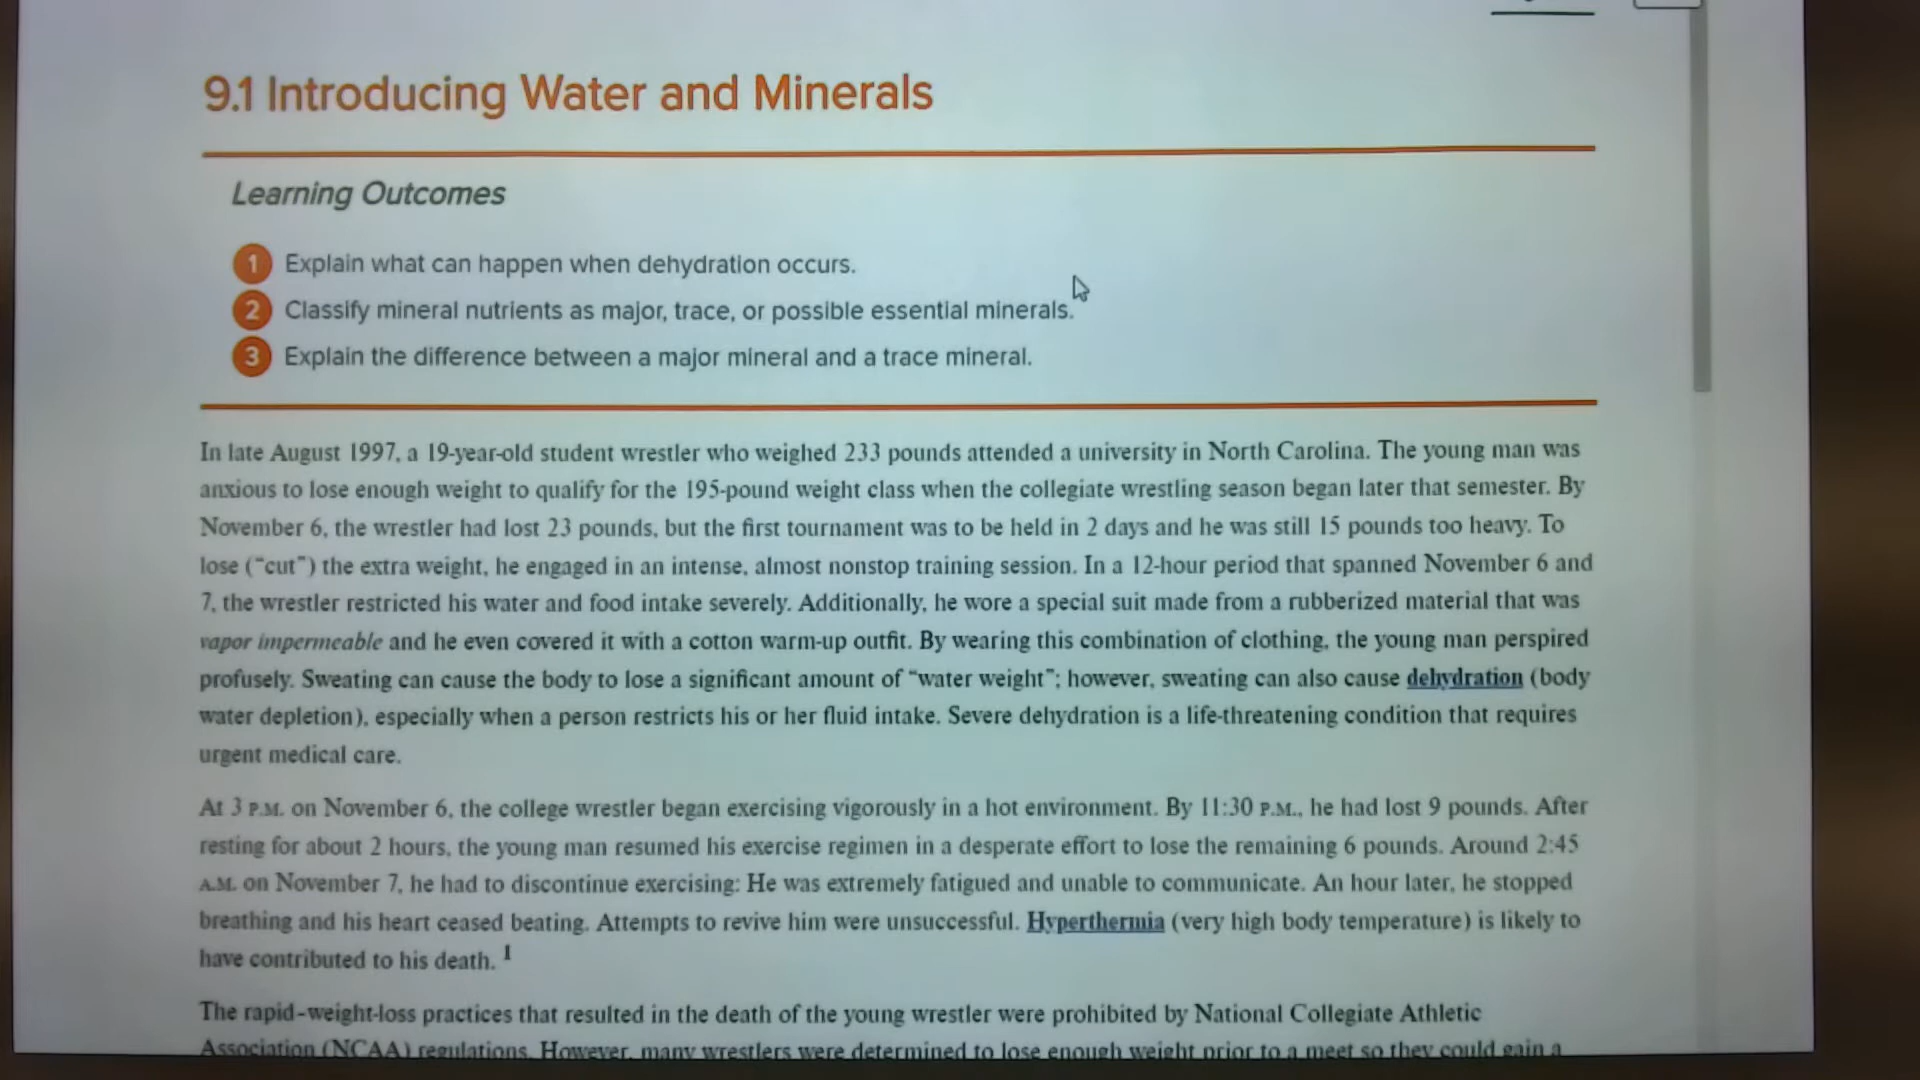 9.1 Introducing Water and Minerals
Learning Outcomes
1 Explain what can happen when dehydration occurs.
2 Classify mineral nutrients as major, trace, or possible essential minerals.
3 Explain the difference between a major mineral and a trace mineral.
In late August 1997, a 19-year-old student wrestler who weighed 233 pounds attended a university in North Carolina. The young man was
anxious to lose enough weight to qualify for the 195-pound weight class when the collegiate wrestling season began later that semester. By
November 6, the wrestler had lost 23 pounds, but the first tournament was to be held in 2 days and he was still 15 pounds too heavy. To
lose (“cut”) the extra weight, he engaged in an intense, almost nonstop training session. In a 12-hour period that spanned November 6 and
7, the wrestler restricted his water and food intake severely. Additionally, he wore a special suit made from a rubberized material that was
vapor impermeable and he even covered it with a cotton warm-up outfit. By wearing this combination of clothing, the young man perspired
profusely. Sweating can cause the body to lose a significant amount of “water weight”; however, sweating can also cause dehydration (body
water depletion), especially when a person restricts his or her fluid intake. Severe dehydration is a life-threatening condition that requires
urgent medical care.
At 3 P.M. on November 6, the college wrestler began exercising vigorously in a hot environment. By 11:30 P.M., he had lost 9 pounds. After
resting for about 2 hours, the young man resumed his exercise regimen in a desperate effort to lose the remaining 6 pounds. Around 2:45
A.M. on November 7, he had to discontinue exercising: He was extremely fatigued and unable to communicate. An hour later, he stopped
breathing and his heart ceased beating. Attempts to revive him were unsuccessful. Hyperthermia (very high body temperature) is likely to
have contributed to his death. 1
The rapid-weight-loss practices that resulted in the death of the young wrestler were prohibited by National Collegiate Athletic
Association (NCAA) regulations. However, many wrestlers were determined to lose enough weight prior to a meet so they could gain a